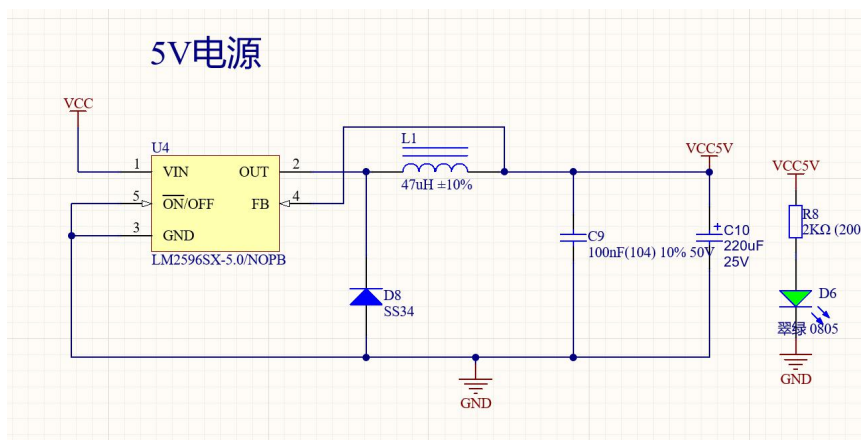 5V电源
VCC
U4
1 VIN OUT 2
5 ON/OFF FB 4
3 GND
LM2596SX-5.0/NOPB
L1
47uH ±10%
D8
SS34
C9
100nF(104) 10% 50V
VCC5V
C10
220uF
25V
GND
VCC5V
R8
2KΩ (200
D6
翠绿 0805
GND